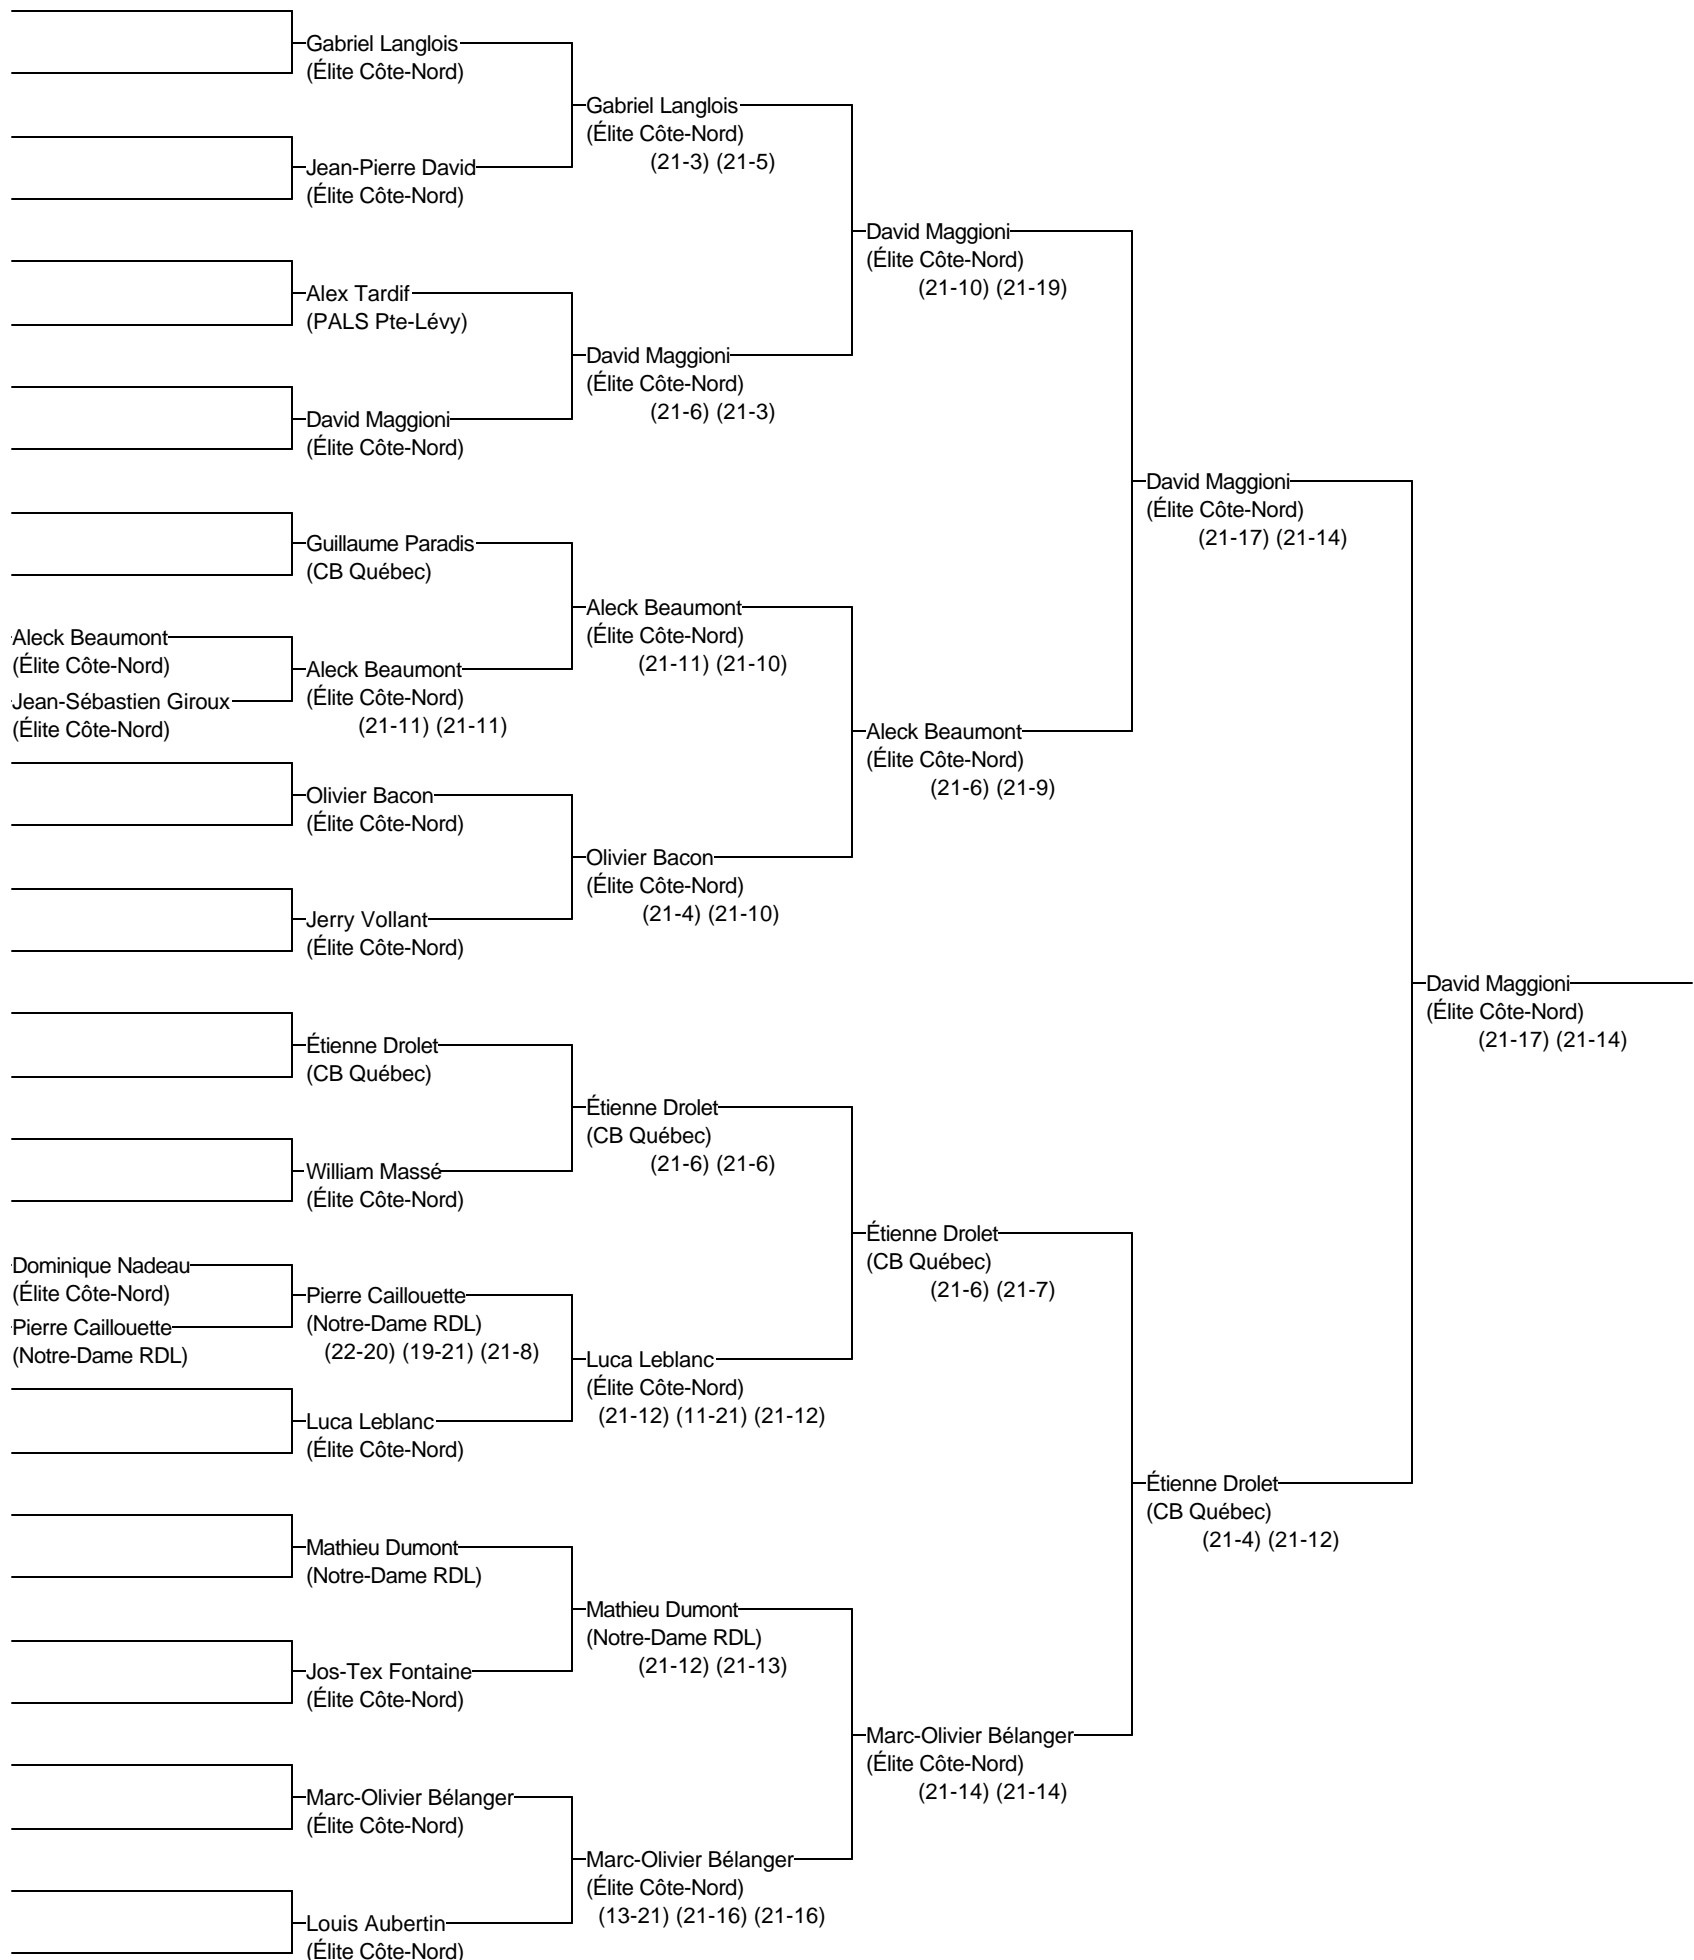 Gabriel Langlois
(Élite Côte-Nord)
Jean-Pierre David
(Élite Côte-Nord)
Alex Tardif
(PALS Pte-Lévy)
David Maggioni
(Élite Côte-Nord)
Guillaume Paradis
(CB Québec)
Aleck Beaumont
(Élite Côte-Nord)
Jean-Sébastien Giroux
(Élite Côte-Nord)
Aleck Beaumont
(Élite Côte-Nord)
(21-11) (21-11)
Olivier Bacon
(Élite Côte-Nord)
Jerry Vollant
(Élite Côte-Nord)
Étienne Drolet
(CB Québec)
William Massé
(Élite Côte-Nord)
Dominique Nadeau
(Élite Côte-Nord)
Pierre Caillouette
(Notre-Dame RDL)
Pierre Caillouette
(Notre-Dame RDL)
(22-20) (19-21) (21-8)
Luca Leblanc
(Élite Côte-Nord)
Mathieu Dumont
(Notre-Dame RDL)
Jos-Tex Fontaine
(Élite Côte-Nord)
Marc-Olivier Bélanger
(Élite Côte-Nord)
Louis Aubertin
(Élite Côte-Nord)
Gabriel Langlois
(Élite Côte-Nord)
(21-3) (21-5)
David Maggioni
(Élite Côte-Nord)
(21-6) (21-3)
Aleck Beaumont
(Élite Côte-Nord)
(21-11) (21-10)
Olivier Bacon
(Élite Côte-Nord)
(21-4) (21-10)
Étienne Drolet
(CB Québec)
(21-6) (21-6)
Luca Leblanc
(Élite Côte-Nord)
(21-12) (11-21) (21-12)
Mathieu Dumont
(Notre-Dame RDL)
(21-12) (21-13)
Marc-Olivier Bélanger
(Élite Côte-Nord)
(13-21) (21-16) (21-16)
David Maggioni
(Élite Côte-Nord)
(21-10) (21-19)
Aleck Beaumont
(Élite Côte-Nord)
(21-6) (21-9)
Étienne Drolet
(CB Québec)
(21-6) (21-7)
Marc-Olivier Bélanger
(Élite Côte-Nord)
(21-14) (21-14)
David Maggioni
(Élite Côte-Nord)
(21-17) (21-14)
Étienne Drolet
(CB Québec)
(21-4) (21-12)
David Maggioni
(Élite Côte-Nord)
(21-17) (21-14)